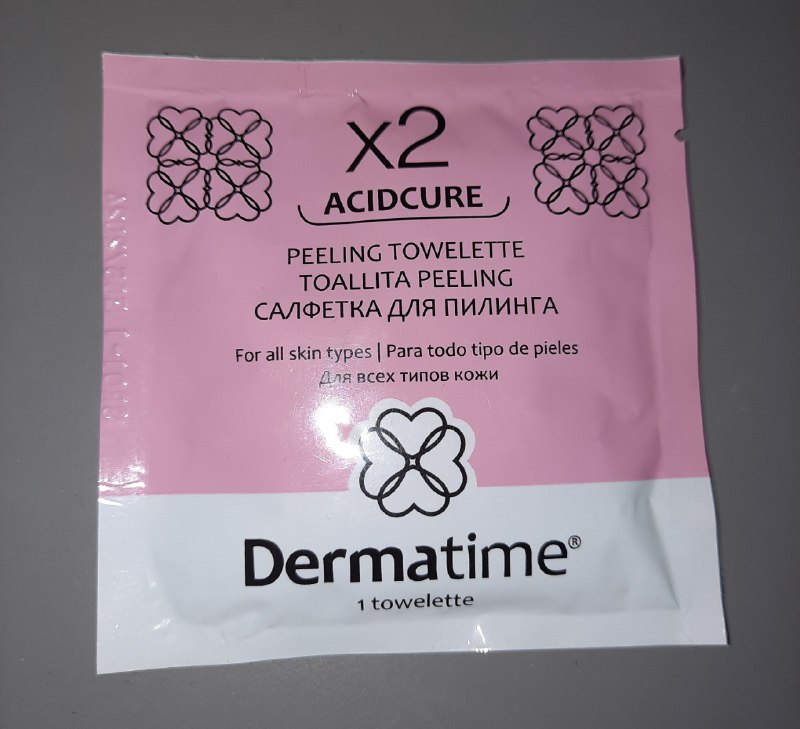 x2
ACIDCURE
PEELING TOWELETTE
TOALLITA PEELING
САЛФЕТКА ДЛЯ ПИЛИНГА
For all skin types | Para todo tipo de pieles
Для всех типов кожи
Dermatime®
1 towelette